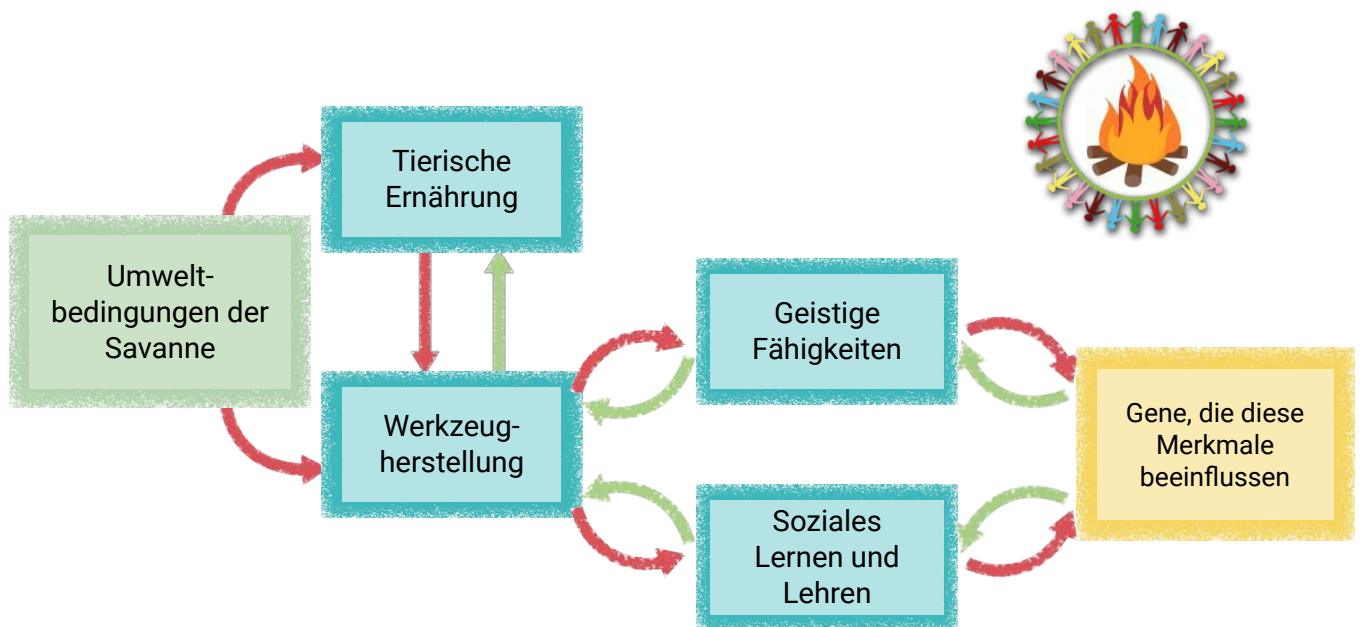 Tierische
Ernährung
Umwelt-
bedingungen der
Savanne
Werkzeug-
herstellung
Geistige
Fähigkeiten
Soziales
Lernen und
Lehren
Gene, die diese
Merkmale
beeinflussen